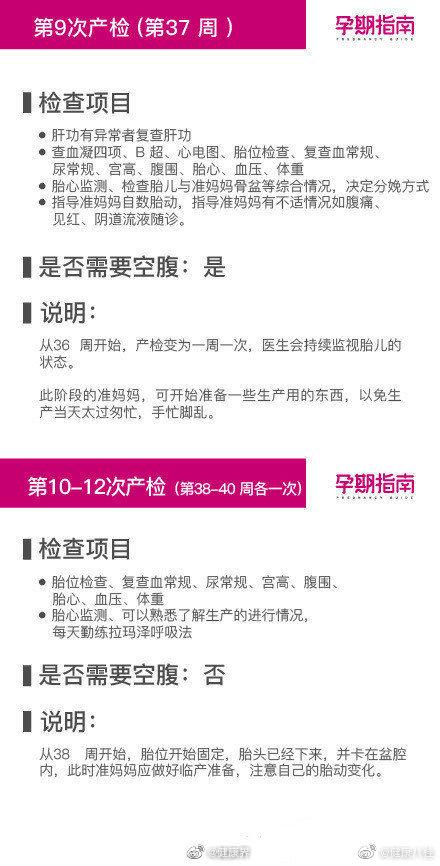 第9次产检（第37 周 ）
孕期指南
PREGNANCY GUIDE
检查项目
● 肝功有异常者复查肝功
● 查血凝四项、B 超、心电图、胎位检查、复查血常规、
尿常规、宫高、腹围、胎心、血压、体重
● 胎心监测、检查胎儿与准妈妈骨盆等综合情况，决定分娩方式
● 指导准妈妈自数胎动，指导准妈妈有不适情况如腹痛、
见红、阴道流液随诊。
是否需要空腹：是
说明：
从36 周开始，产检变为一周一次，医生会持续监视胎儿的
状态。
此阶段的准妈妈，可开始准备一些生产用的东西，以免生
产当天太过匆忙，手忙脚乱。
第10-12次产检（第38-40 周各一次）
孕期指南
PREGNANCY GUIDE
检查项目
● 胎位检查、复查血常规、尿常规、宫高、腹围、
胎心、血压、体重
● 胎心监测、可以熟悉了解生产的进行情况，
每天勤练拉玛泽呼吸法
是否需要空腹：否
说明：
从38 周开始，胎位开始固定，胎头已经下来，并卡在盆腔
内，此时准妈妈应做好临产准备，注意自己的胎动变化。
@健康界